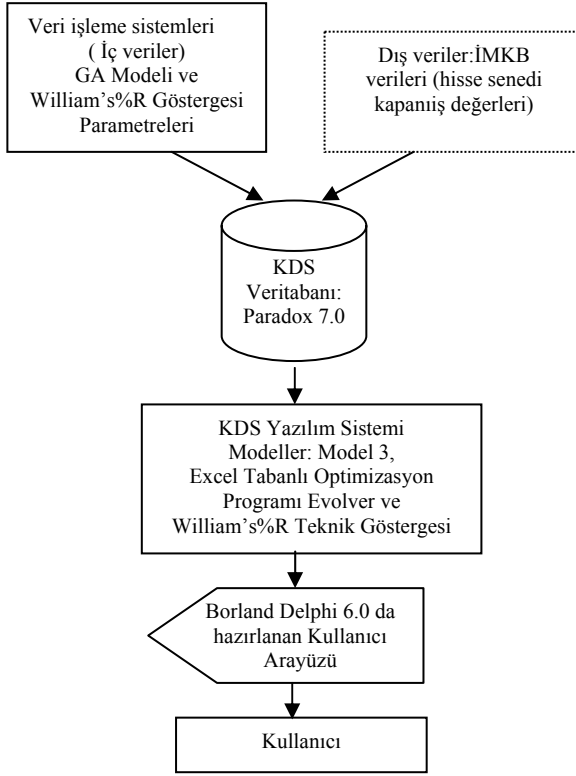 Veri işleme sistemleri
( İç veriler)
GA Modeli ve
William’s%R Göstergesi
Parametreleri
Dış veriler:İMKB
verileri (hisse senedi
kapanıiş değerleri)
KDS
Veritabanı:
Paradox 7.0
KDS Yazılım Sistemi
Modeller: Model 3,
Excel Tabanlı Optimizasyon
Programı Evolver ve
William’s%R Teknik Göstergesi
Borland Delphi 6.0 da
hazırlanan Kullanıcı
Arayüzü
Kullanıcı